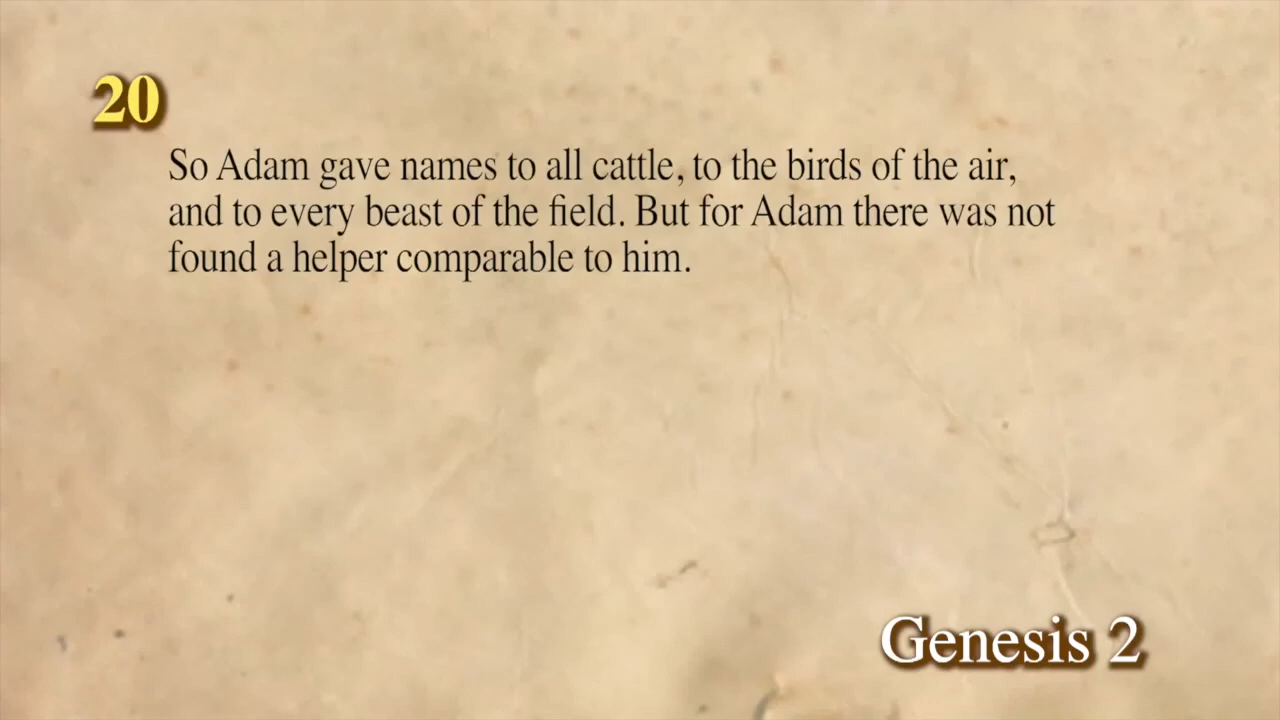 20
So Adam gave names to all cattle, to the birds of the air,
and to every beast of the field. But for Adam there was not
found a helper comparable to him.
Genesis 2